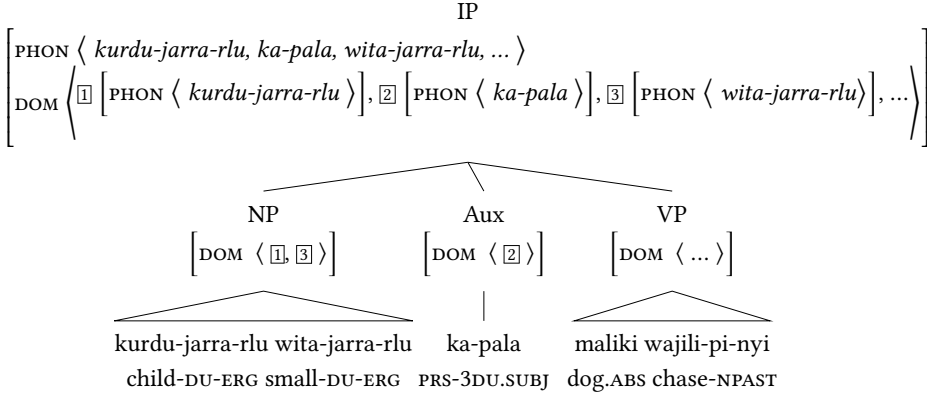 IP
PHON ⟨ kurdu-jarra-rlu, ka-pala, wita-jarra-rlu, … ⟩
DOM ⟨ 1 [PHON ⟨ kurdu-jarra-rlu ⟩], 2 [PHON ⟨ ka-pala ⟩], 3 [PHON ⟨ wita-jarra-rlu⟩], … ⟩
NP Aux VP
[DOM ⟨ 1, 3 ⟩] [DOM ⟨ 2 ⟩] [DOM ⟨ … ⟩]
kurdu-jarra-rlu wita-jarra-rlu ka-pala maliki wajili-pi-nyi
child-DU-ERG small-DU-ERG PRS-3DU.SUBJ dog.ABS chase-NPAST